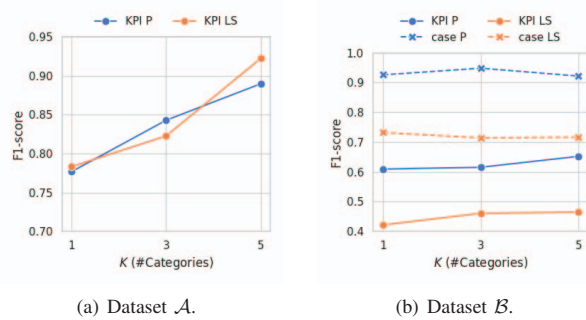 KPI P KPI LS
0.95
0.90
0.85
0.80
0.75
0.70
F1-score
1 3 5
K (#Categories)
(a) Dataset 𝒜.
KPI P KPI LS
case P case LS
1.0
0.9
0.8
0.7
0.6
0.5
0.4
F1-score
1 3 5
K (#Categories)
(b) Dataset ℬ.